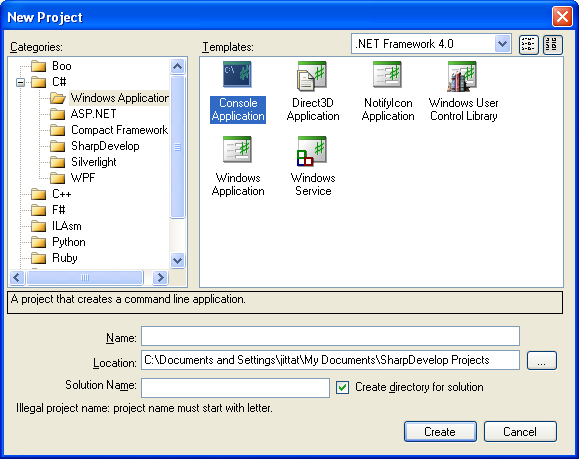 New Project
Categories:
Templates:
.NET Framework 4.0
Boo
C#
Windows Application
ASP.NET
Compact Framework
SharpDevelop
Silverlight
WPF
C++
F#
ILAsm
Python
Ruby
C:\
Console Application
Direct3D Application
NotifyIcon Application
Windows User Control Library
Windows Application
Windows Service
A project that creates a command line application.
Name:
Location: C:\Documents and Settings\jittat\My Documents\SharpDevelop Projects ...
Solution Name: Create directory for solution
Illegal project name: project name must start with letter.
Create Cancel